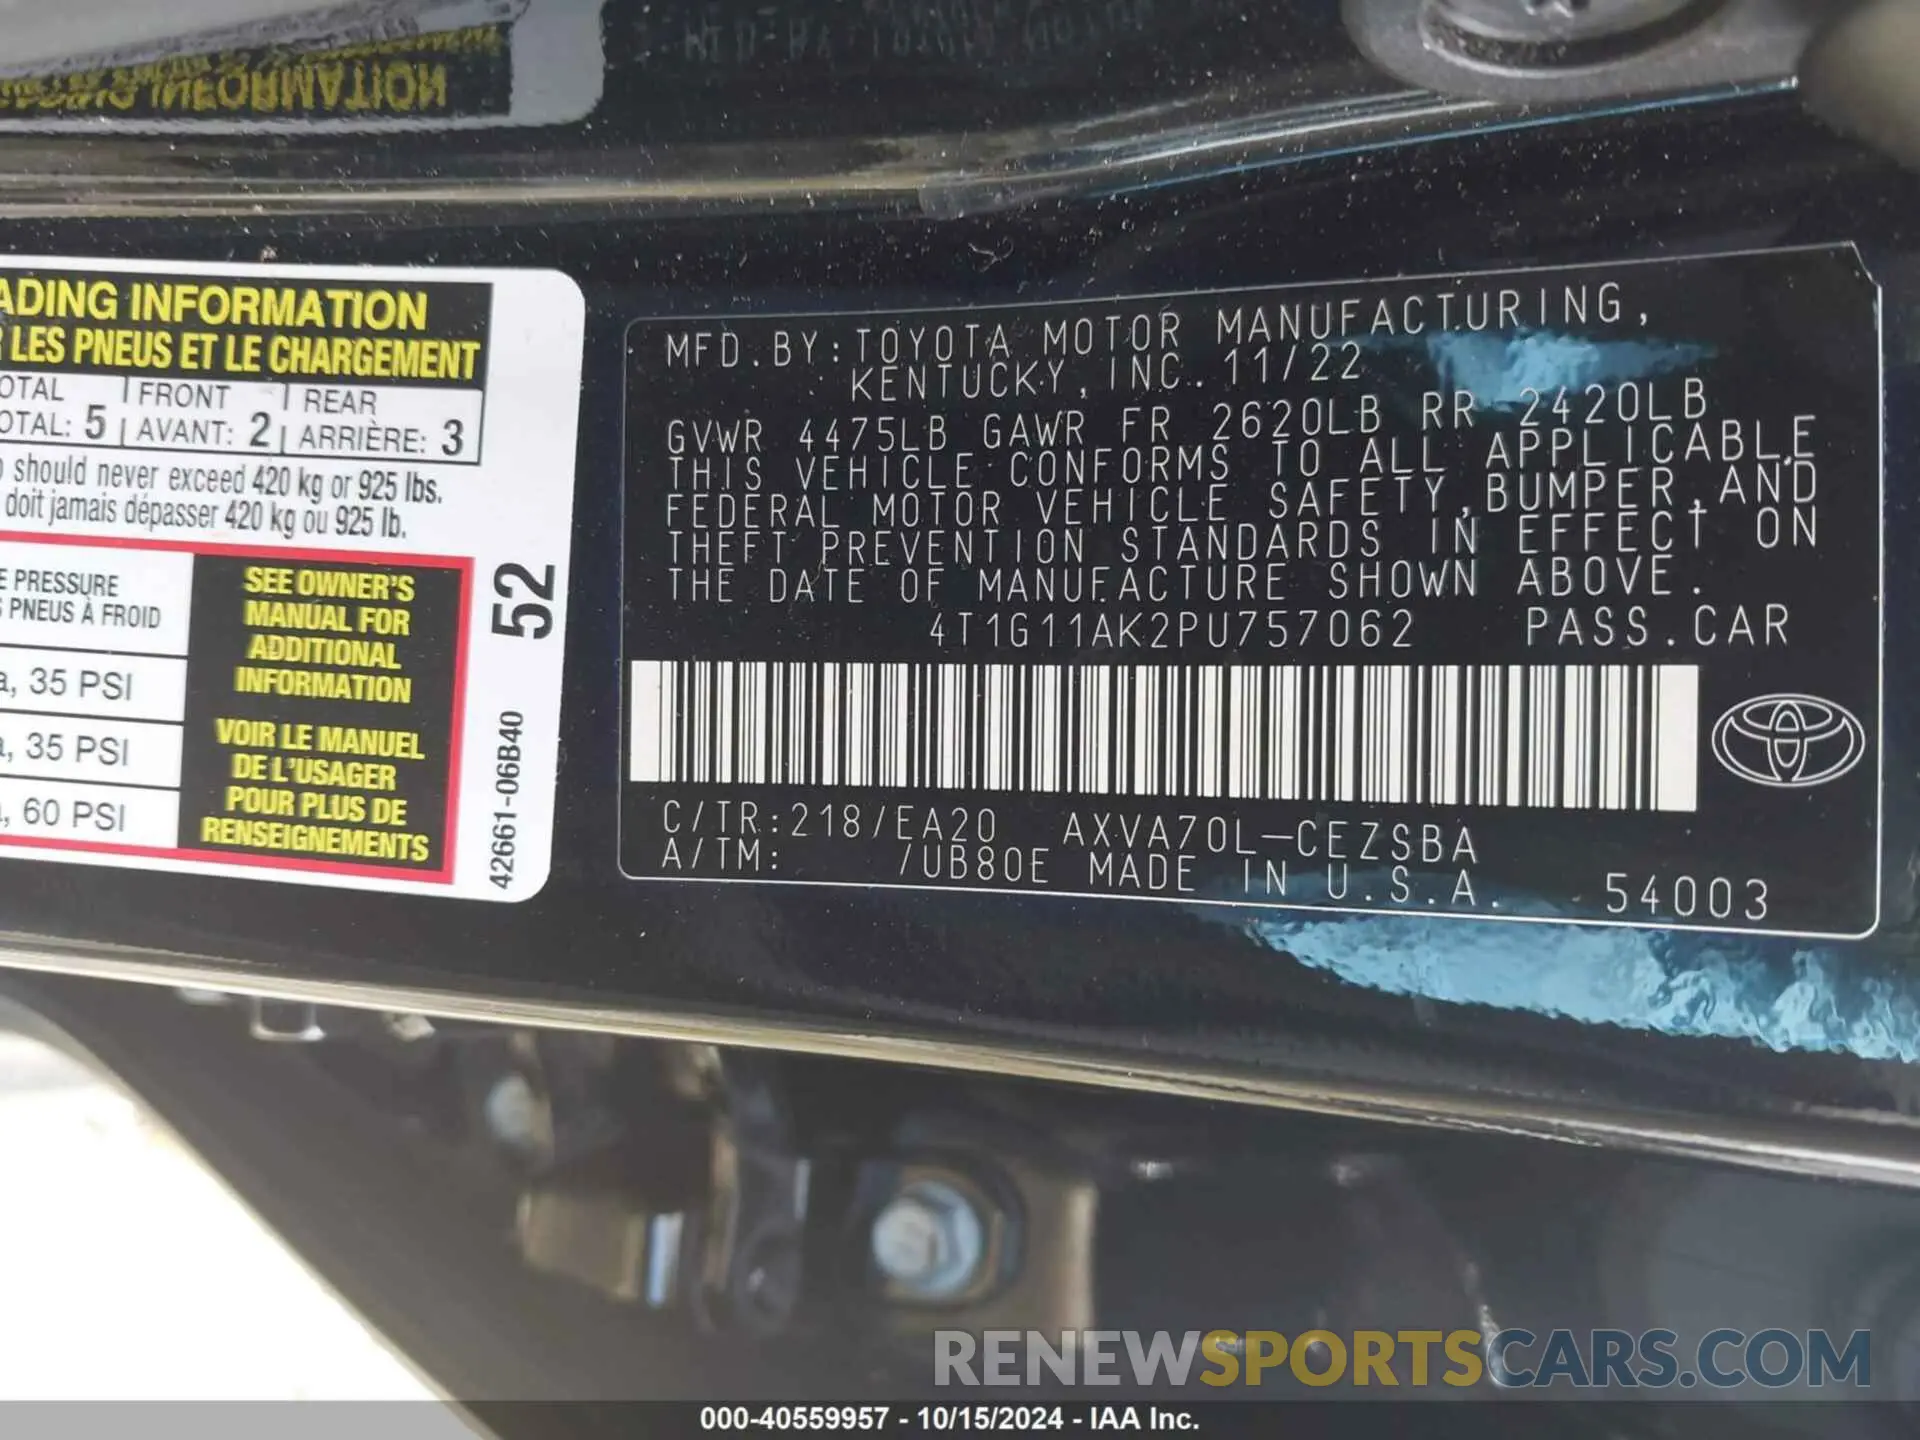 ADING INFORMATION
LES PNEUS ET LE CHARGEMENT
OTAL FRONT REAR
OTAL: 5 AVANT: 2 ARRIÈRE: 3
should never exceed 420 kg or 925 lbs.
doit jamais dépasser 420 kg ou 925 lb.
E PRESSURE
PNEUS À FROID
35 PSI
35 PSI
60 PSI
SEE OWNER'S
MANUAL FOR
ADDITIONAL
INFORMATION
VOIR LE MANUEL
DE L'USAGER
POUR PLUS DE
RENSEIGNEMENTS
52
42661-06B40
MFD.BY:TOYOTA MOTOR MANUFACTURING,
KENTUCKY,INC. 11/22
GVWR 4475LB GAWR FR 2620LB RR 2420LB
THIS VEHICLE CONFORMS TO ALL APPLICABLE
FEDERAL MOTOR VEHICLE SAFETY,BUMPER,AND
THEFT PREVENTION STANDARDS IN EFFECT ON
THE DATE OF MANUFACTURE SHOWN ABOVE.
4T1G11AK2PU757062 PASS.CAR
C/TR:218/EA20 AXVA70L-CEZSBA
A/TM: /UB80E MADE IN U.S.A. 54003
RENEWSPORTSCARS.COM
000-40559957 - 10/15/2024 - IAA Inc.